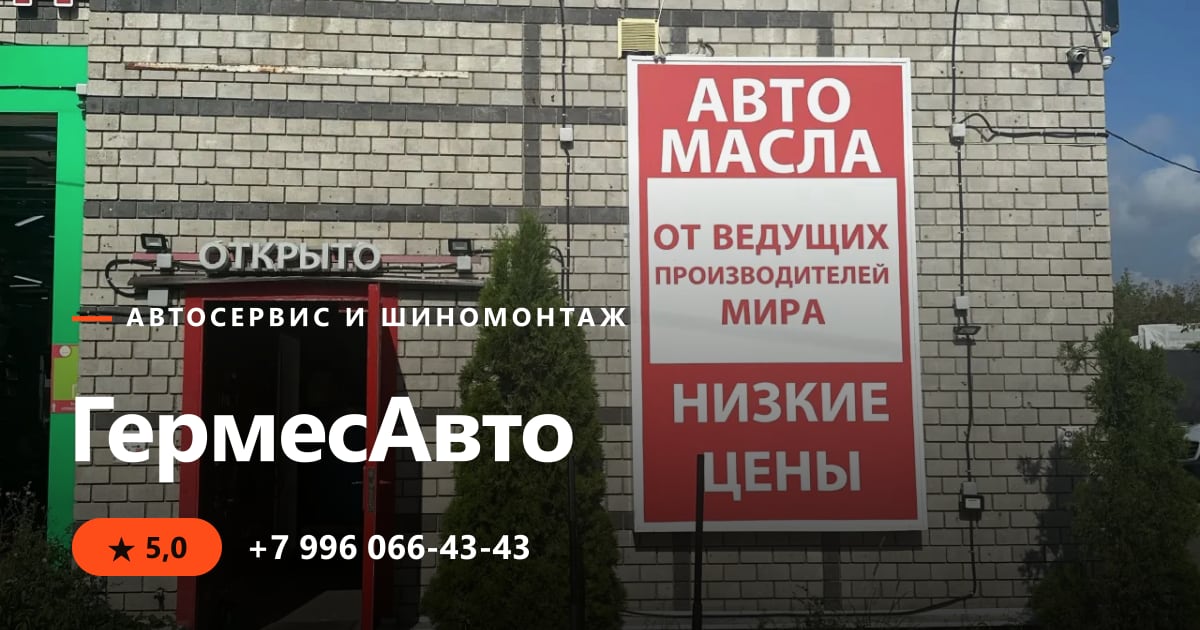 АВТО
МАСЛА
ОТ ВЕДУЩИХ
ПРОИЗВОДИТЕЛЕЙ
МИРА
НИЗКИЕ
ЦЕНЫ
ОТКРЫТО
АВТОСЕРВИС И ШИНОМОНТАЖ
ГермесАвто
★ 5,0
+7 996 066-43-43